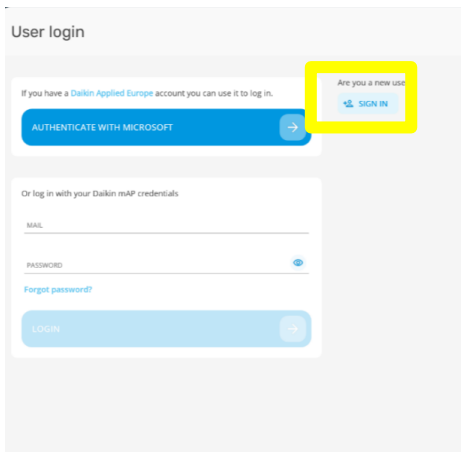 User login
If you have a Daikin Applied Europe account you can use it to log in.
AUTHENTICATE WITH MICROSOFT
Are you a new use
SIGN IN
Or log in with your Daikin mAP credentials
MAIL
PASSWORD
Forgot password?
LOGIN